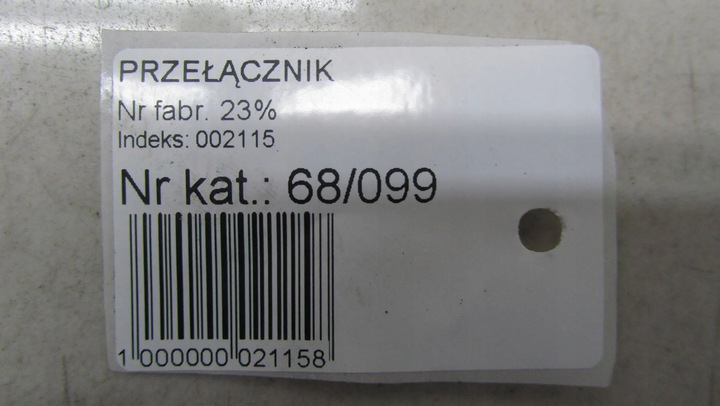 PRZEŁĄCZNIK
Nr fabr. 23%
Indeks: 002115
Nr kat.: 68/099
1 000000 021158